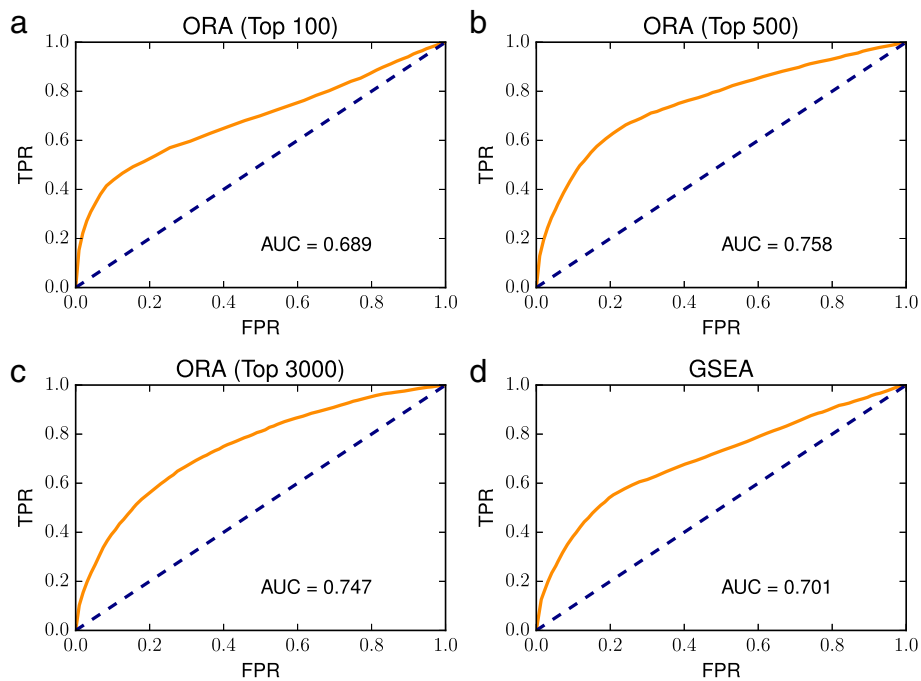 a
ORA (Top 100)
1.0
0.8
0.6
0.4
0.2
0.0
TPR
AUC = 0.689
0.0 0.2 0.4 0.6 0.8 1.0
FPR
b
ORA (Top 500)
1.0
0.8
0.6
0.4
0.2
0.0
TPR
AUC = 0.758
0.0 0.2 0.4 0.6 0.8 1.0
FPR
c
ORA (Top 3000)
1.0
0.8
0.6
0.4
0.2
0.0
TPR
AUC = 0.747
0.0 0.2 0.4 0.6 0.8 1.0
FPR
d
GSEA
1.0
0.8
0.6
0.4
0.2
0.0
TPR
AUC = 0.701
0.0 0.2 0.4 0.6 0.8 1.0
FPR